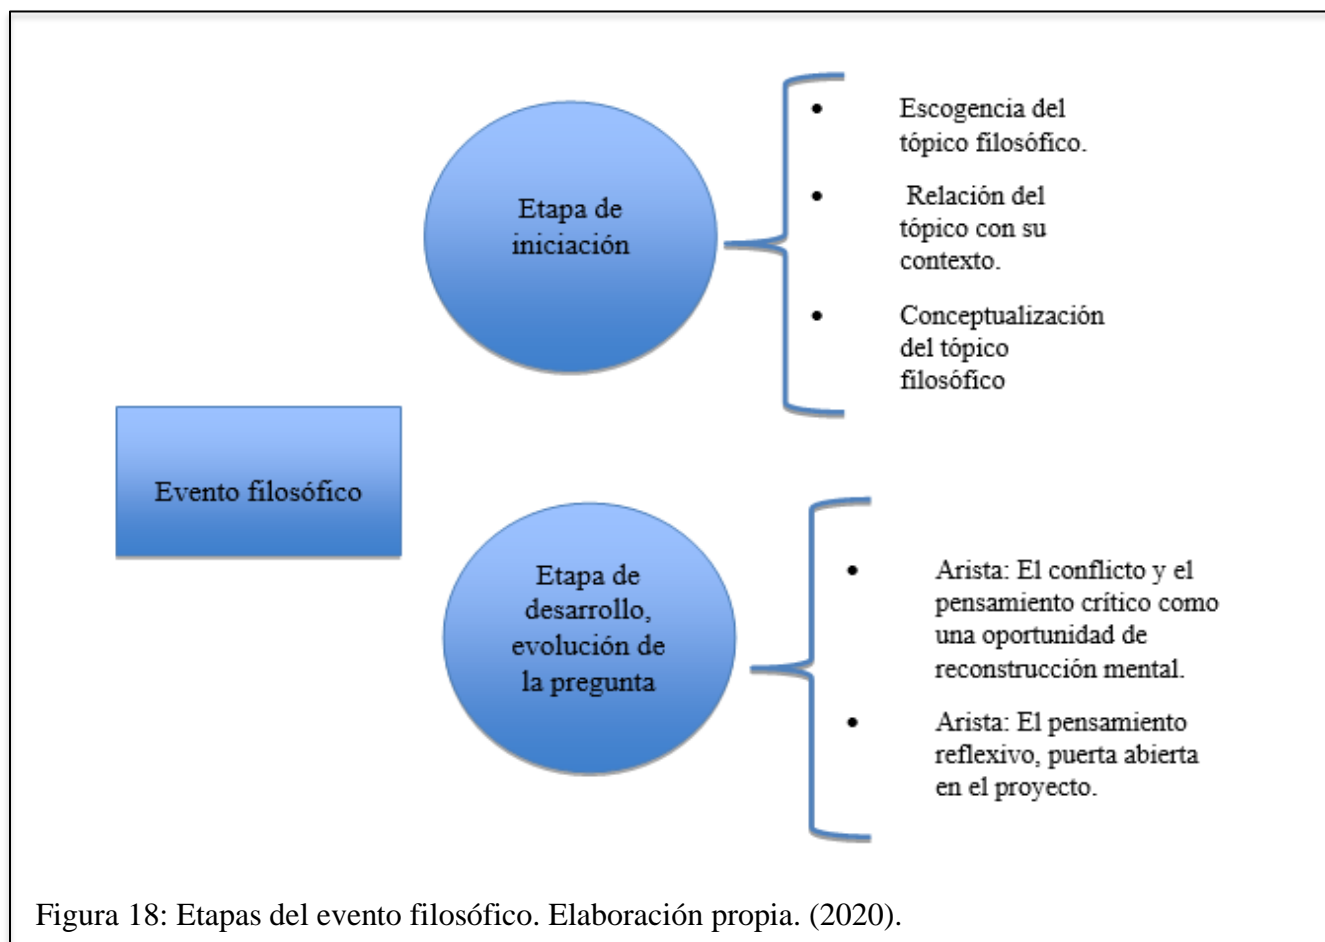 Etapa de
iniciación
• Escogencia del
tópico filosófico.
• Relación del
tópico con su
contexto.
• Conceptualización
del tópico
filosófico
Evento filosófico
Etapa de
desarrollo,
evolución de
la pregunta
• Arista: El conflicto y el
pensamiento crítico como
una oportunidad de
reconstrucción mental.
• Arista: El pensamiento
reflexivo, puerta abierta
en el proyecto.
Figura 18: Etapas del evento filosófico. Elaboración propia. (2020).